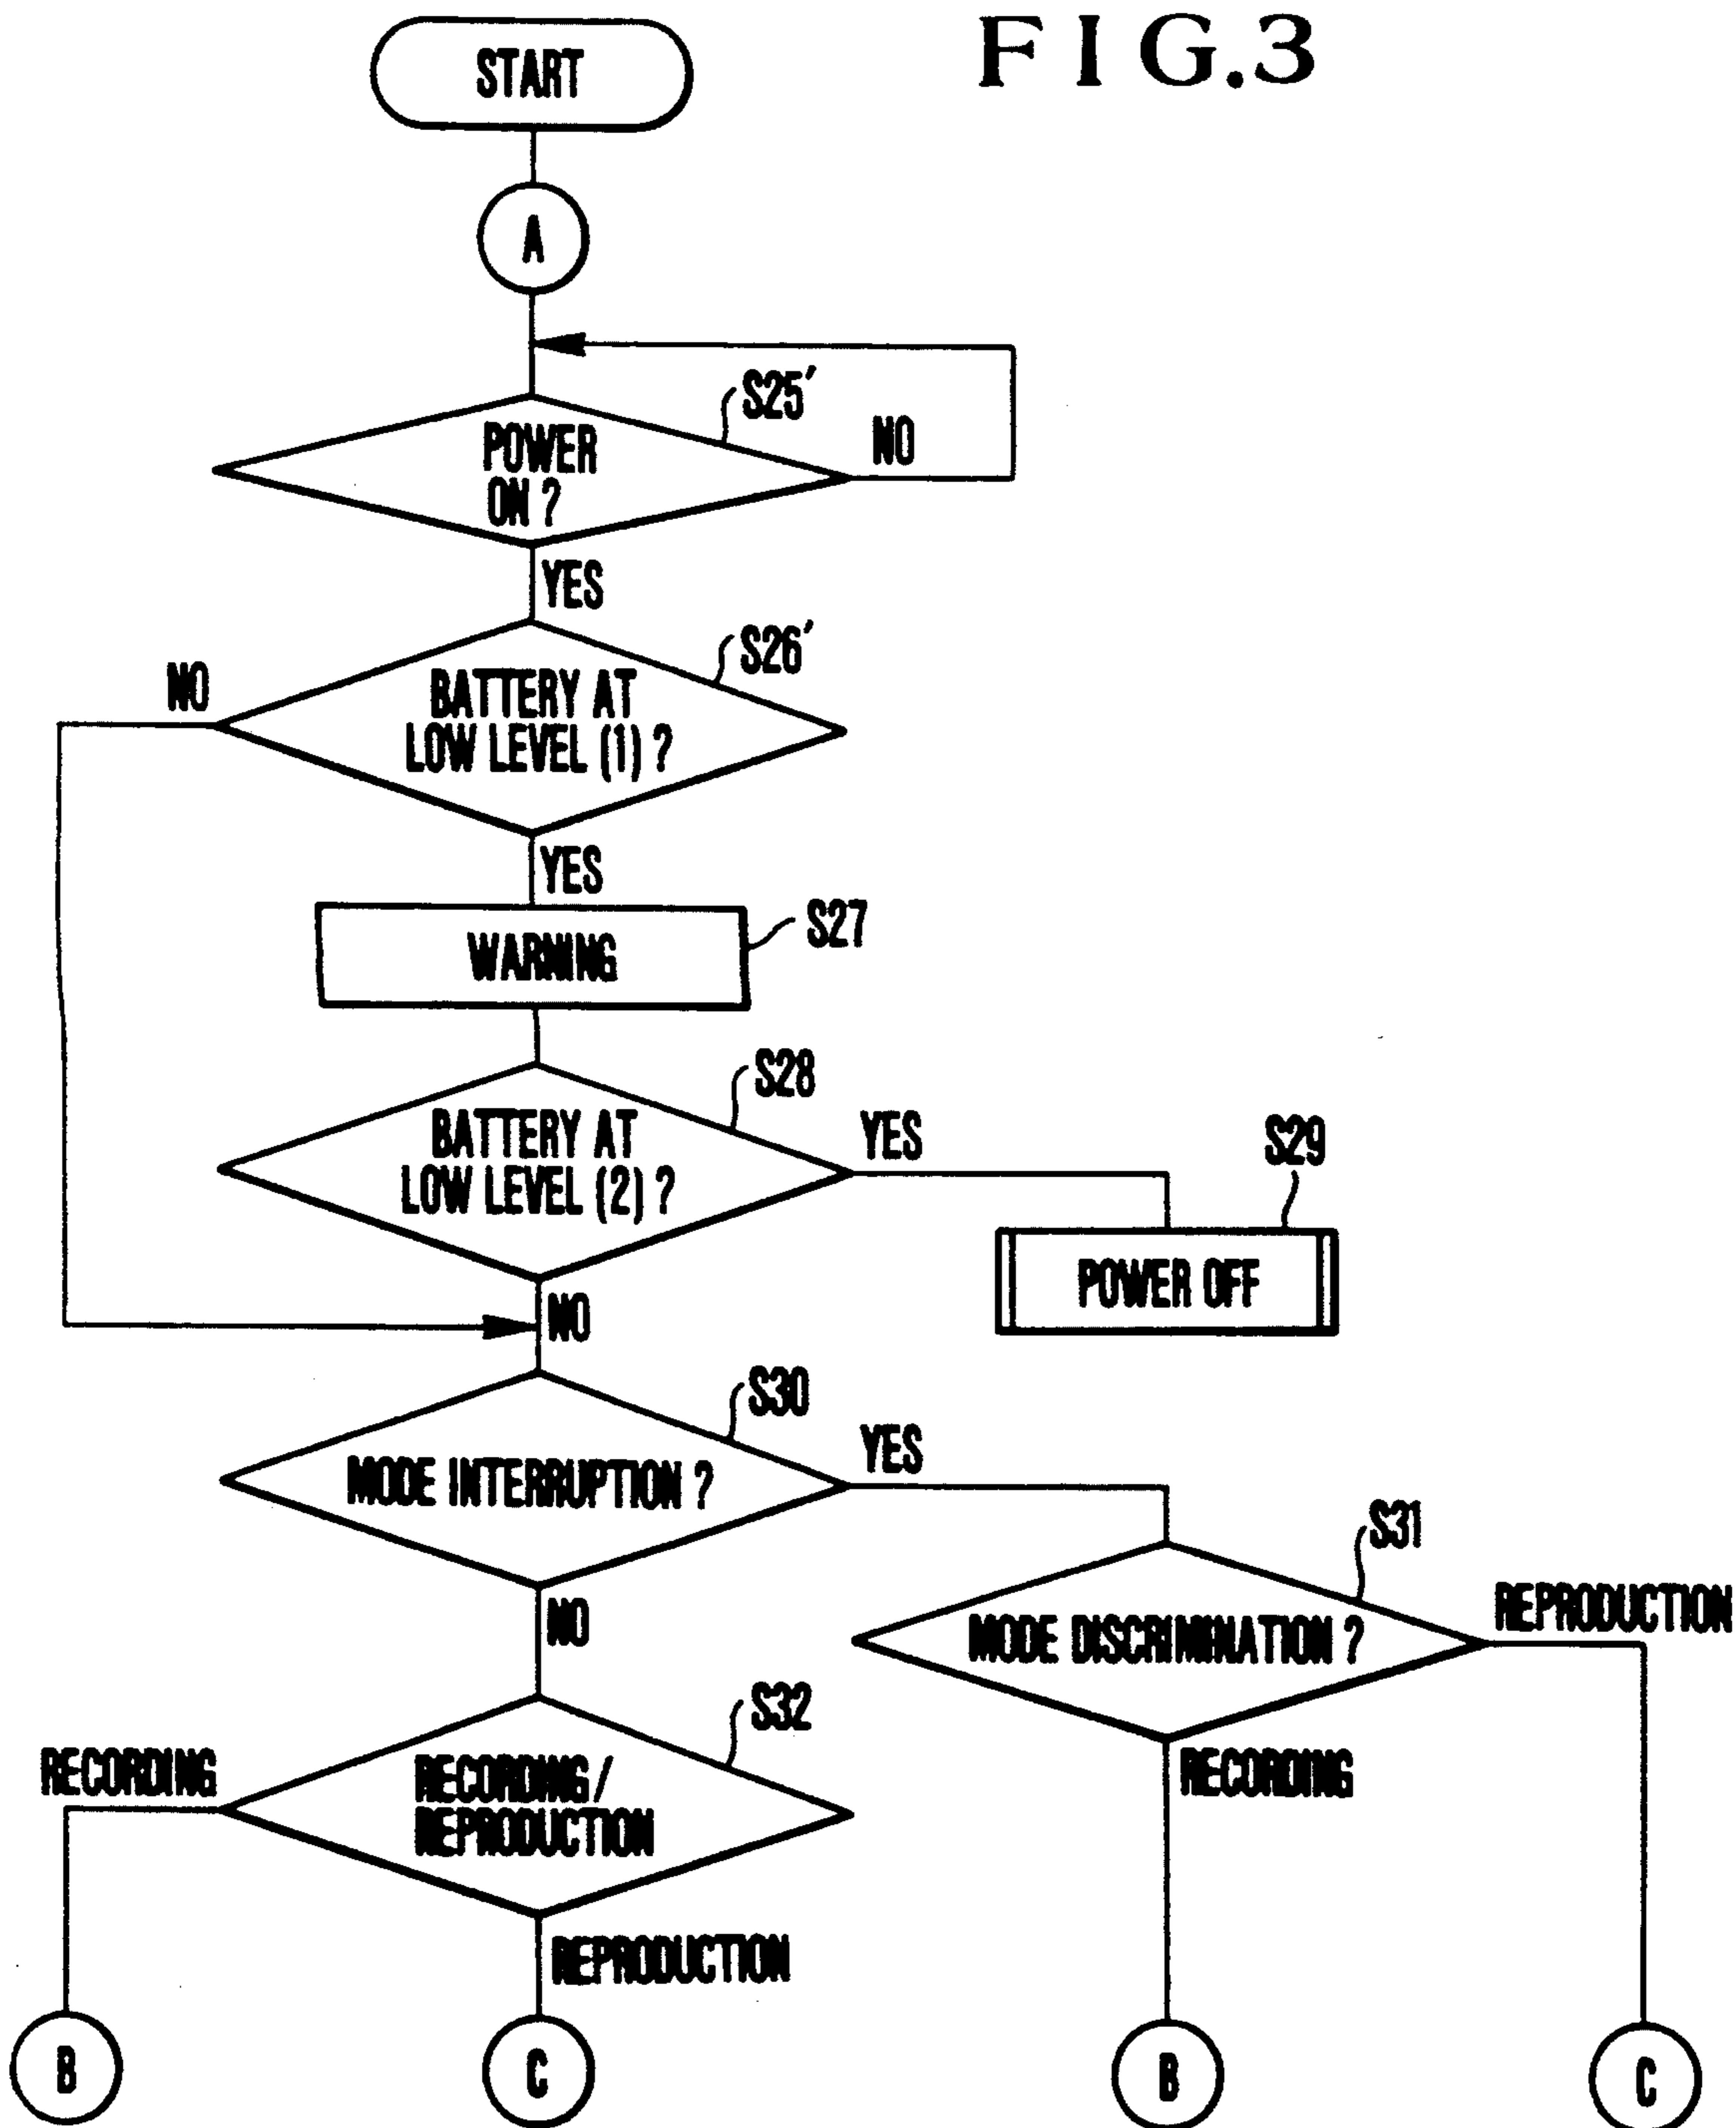 FIG.3
START
A
S25'
POWER
ON ?
NO
YES
S26'
NO
BATTERY AT
LOW LEVEL (1) ?
YES
WARNING
S27
S28
BATTERY AT
LOW LEVEL (2) ?
YES
S29
POWER OFF
NO
S30
MODE INTERRUPTION ?
YES
S31
MODE DISCRIMINATION ?
REPRODUCTION
NO
S32
RECORDING
RECORDING/
REPRODUCTION
RECORDING
REPRODUCTION
B
C
B
C